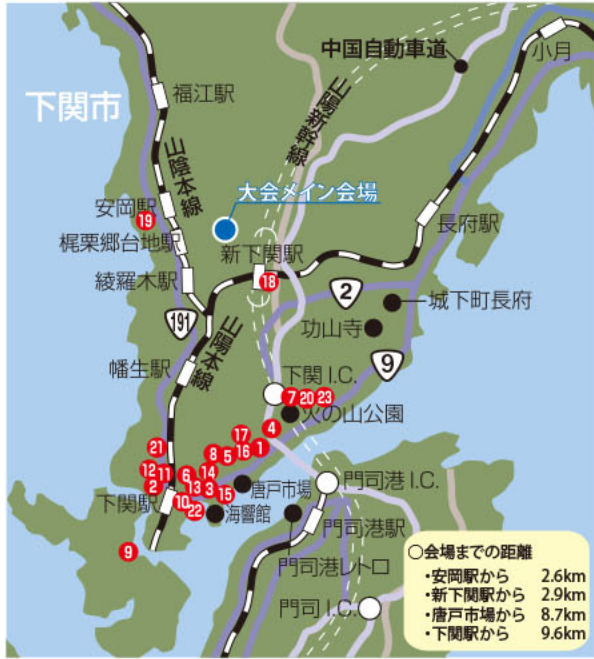 中国自動車道
小月
福江駅
下関市
山陽新幹線
山陰本線
大会メイン会場
安岡駅
19
長府駅
梶栗郷台地駅
新下関駅
18
綾羅木駅
2
城下町長府
191
山陽本線
功山寺
9
幡生駅
下関 I.C.
7
20
23
火の山公園
4
17
21
1
8
5
16
12
11
6
14
2
13
3
15
唐戸市場
門司港 I.C.
下関駅
10
22
海響館
門司港駅
9
門司港レトロ
門司 I.C.
○会場までの距離
・安岡駅から 2.6km
・新下関駅から 2.9km
・唐戸市場から 8.7km
・下関駅から 9.6km